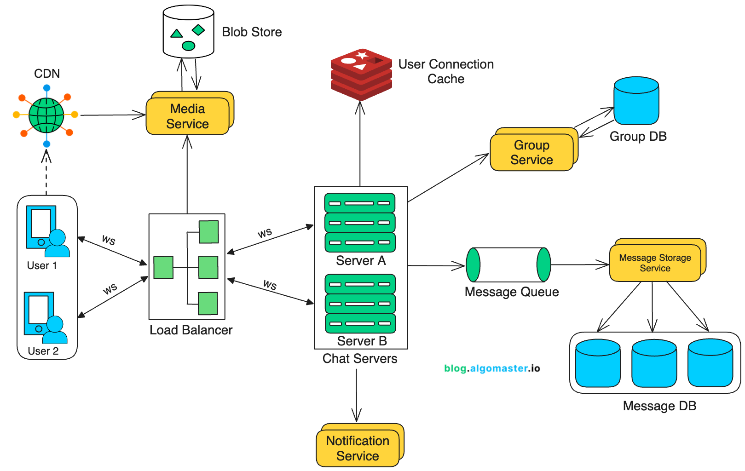 Blob Store
CDN
Media
Service
User Connection
Cache
Group
Service
Group DB
ws
ws
ws
ws
User 1
User 2
Load Balancer
Server A
Server B
Chat Servers
Message Queue
Message Storage
Service
Message DB
blog.algomaster.io
Notification
Service